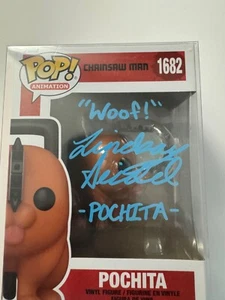 POP!
ANIMATION
CHAINSAW MAN
1682
"Woof!"
Lindsay
Seidel
-POCHITA-
POCHITA
VINYL FIGURE / FIGURINE EN VINYLE